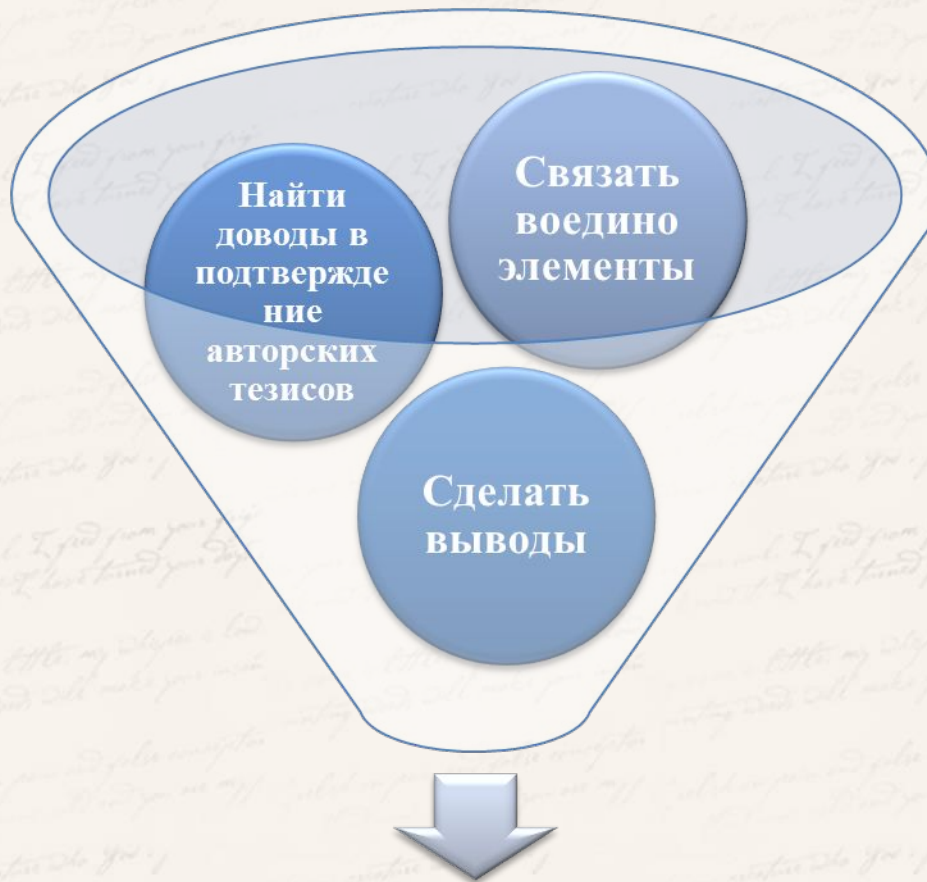 Найти
доводы в
подтвержде
ние
авторских
тезисов
Связать
воедино
элементы
Сделать
выводы